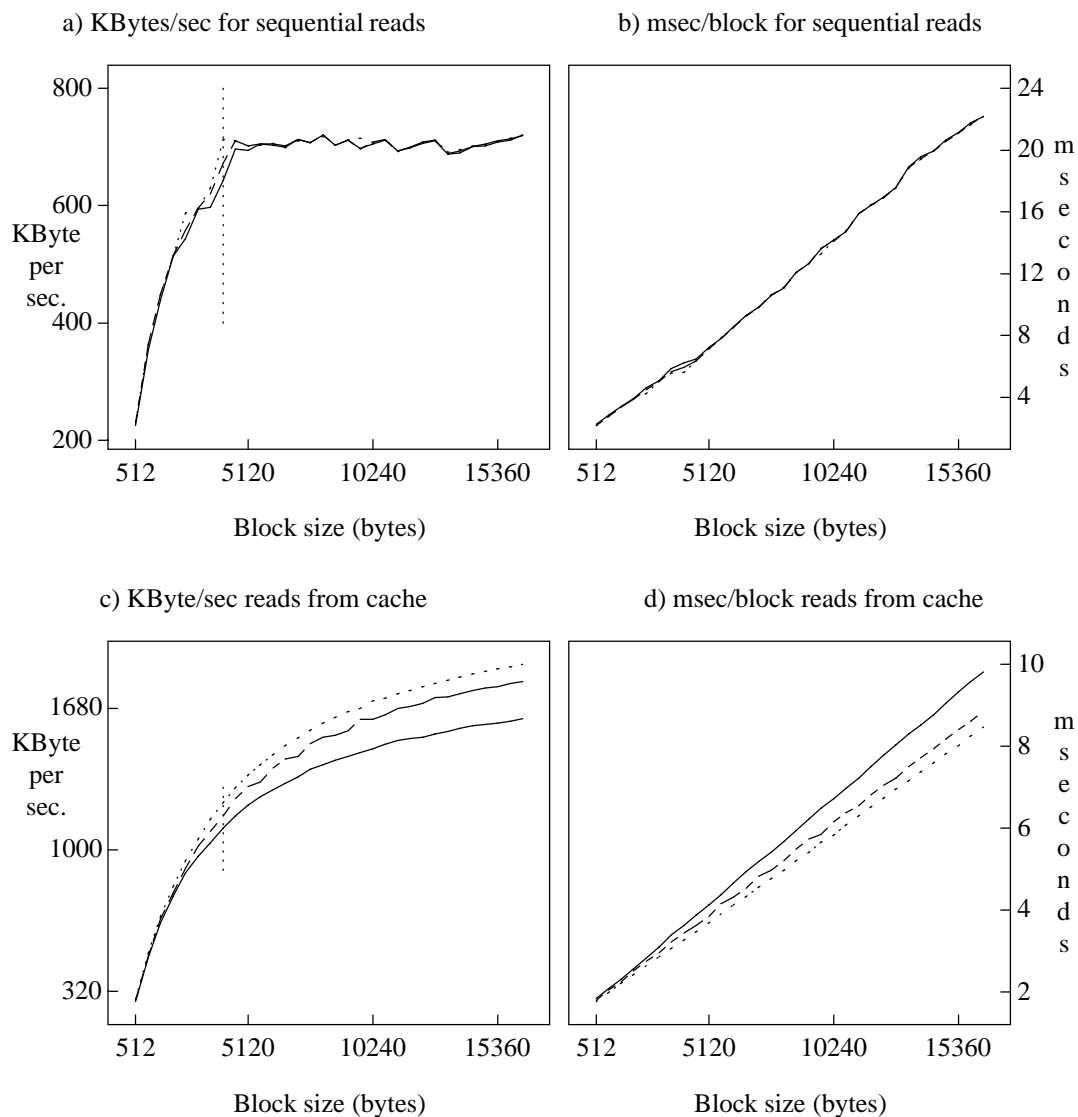 a) KBytes/sec for sequential reads
b) msec/block for sequential reads
800
600
400
200
KByte
per
sec.
512
5120
10240
15360
Block size (bytes)
24
20
16
12
8
4
m
s
e
c
o
n
d
s
512
5120
10240
15360
Block size (bytes)
c) KByte/sec reads from cache
d) msec/block reads from cache
1680
1000
320
KByte
per
sec.
512
5120
10240
15360
Block size (bytes)
10
8
6
4
2
m
s
e
c
o
n
d
s
512
5120
10240
15360
Block size (bytes)